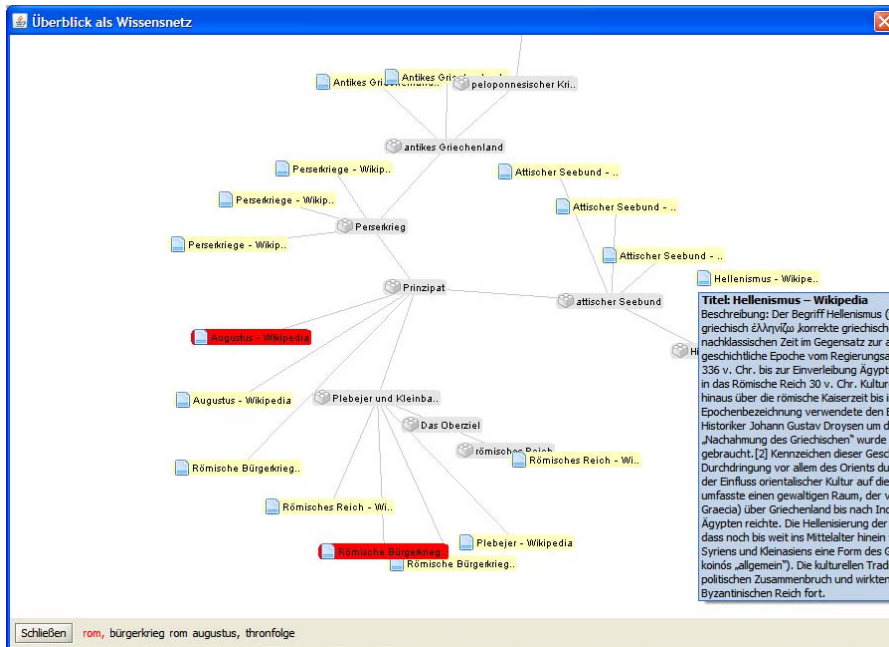 Überblick als Wissensnetz
Antikes Griechenland..
Antikes Gri
peloponnesischer Kri..
antikes Griechenland
Perserkriege - Wikip..
Attischer Seebund - ..
Perserkriege - Wikip..
Attischer Seebund - ..
Perserkrieg
Perserkriege - Wikip..
Attischer Seebund - ..
Hellenismus - Wikipe..
Prinzipat
attischer Seebund
Titel: Hellenismus – Wikipedia
Beschreibung: Der Begriff Hellenismus (
griechisch ἑλληνίζω ‚korrekte griechische
nachklassischen Zeit im Gegensatz zur a
geschichtliche Epoche vom Regierungsa
336 v. Chr. bis zur Einverleibung Ägypt
in das Römische Reich 30 v. Chr. Kultur
hinaus über die römische Kaiserzeit bis i
Epochenbezeichnung verwendete den B
Historiker Johann Gustav Droysen um d
„Nachahmung des Griechischen“ wurde
gebraucht.[2] Kennzeichen dieser Gesch
Durchdringung vor allem des Orients du
der Einfluss orientalischer Kultur auf die
umfasste einen gewaltigen Raum, der v
Graecia) über Griechenland bis nach Ind
Ägypten reichte. Die Hellenisierung der
dass noch bis weit ins Mittelalter hinein
Syriens und Kleinasiens eine Form des G
koinós „allgemein“). Die kulturellen Trad
politischen Zusammenbruch und wirkten
Byzantinischen Reich fort.
Augustus - Wikipedia
Hi
Augustus - Wikipedia
Plebejer und Kleinba..
Das Oberziel
römisches Reich
Römisches Reich - Wi..
Römische Bürgerkrieg..
Römisches Reich - Wi..
Plebejer - Wikipedia
Römische Bürgerkrieg..
Römische Bürgerkrieg..
Schließen rom, bürgerkrieg rom augustus, thronfolge